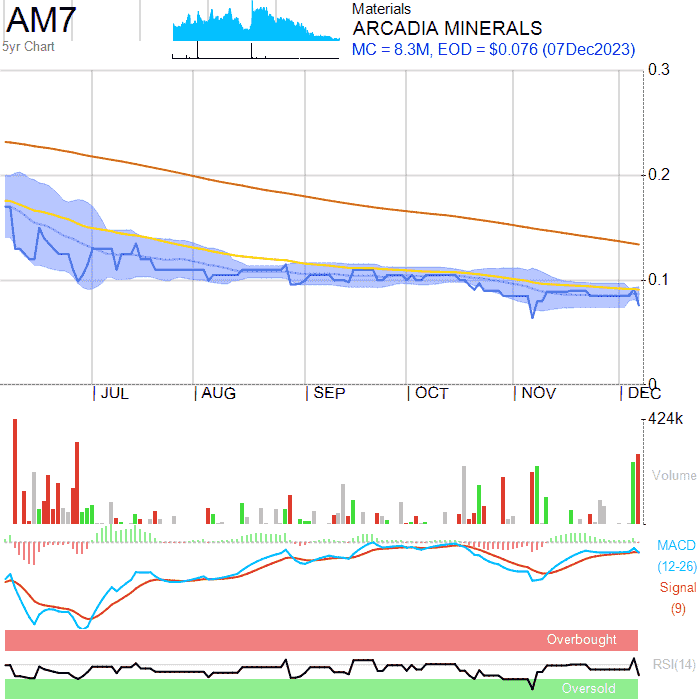 AM7
5yr Chart
Materials
ARCADIA MINERALS
MC = 8.3M, EOD = $0.076 (07Dec2023)
0.3
0.2
0.1
0
JUL AUG SEP OCT NOV DEC
424k
Volume
MACD
(12-26)
Signal
(9)
Overbought
RSI(14)
Oversold